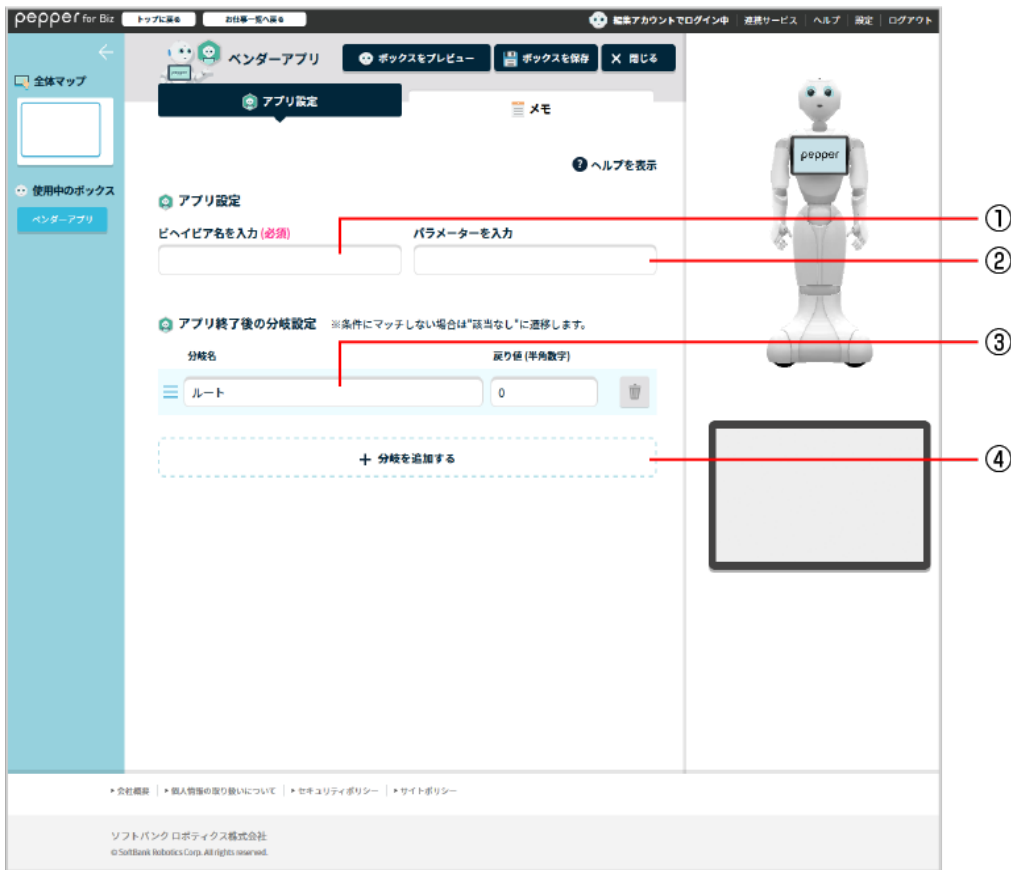 pepper for Biz トップに戻る お仕事一覧へ戻る 編集アカウントでログイン中 連携サービス ヘルプ 設定 ログアウト
ベンダーアプリ ボックスをプレビュー ボックスを保存 × 閉じる
全体マップ
アプリ設定 メモ
pepper
? ヘルプを表示
使用中のボックス
ベンダーアプリ
アプリ設定
①
ビヘイビア名を入力 (必須) パラメーターを入力
②
アプリ終了後の分岐設定 ※条件にマッチしない場合は"該当なし"に遷移します。
③
分岐名 戻り値 (半角数字)
ルート 0
+ 分岐を追加する
④
会社概要 個人情報の取り扱いについて セキュリティポリシー サイトポリシー
ソフトバンク ロボティクス株式会社
© SoftBank Robotics Corp. All rights reserved.